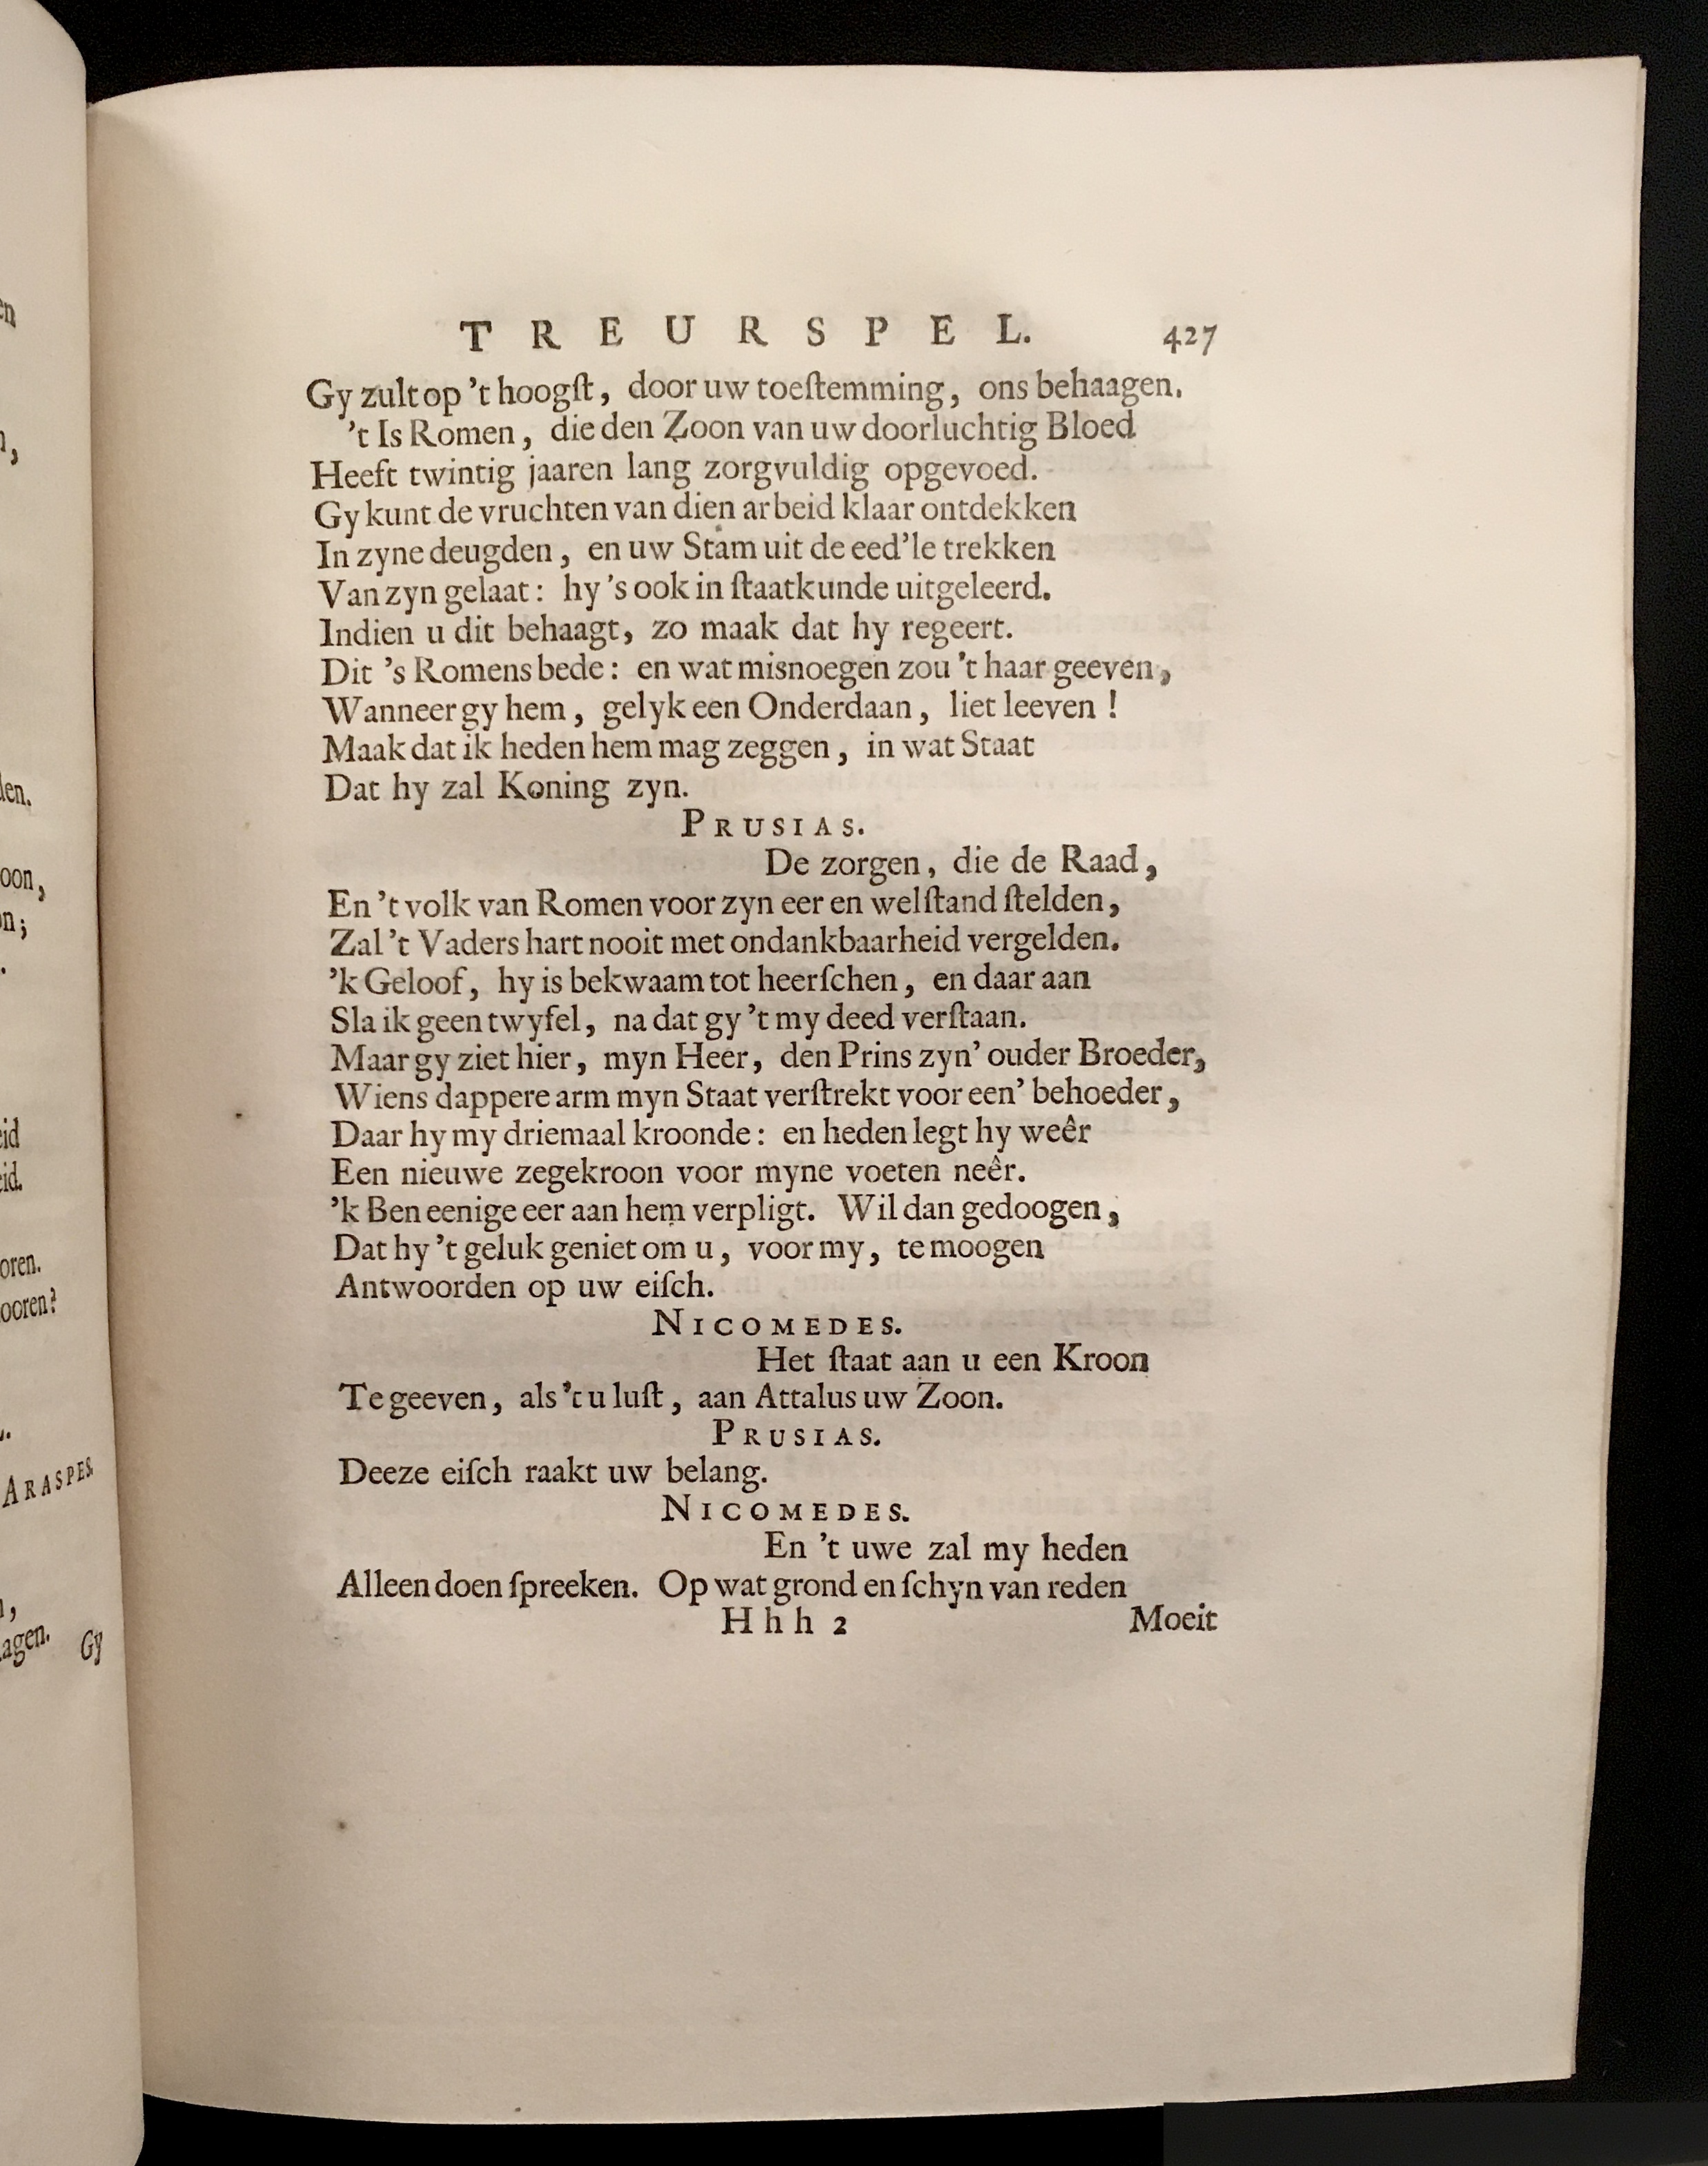 TREURSPEL. 427
Gy zult op 't hoogſt, door uw toeſtemming, ons behaagen.
't Is Romen, die den Zoon van uw doorluchtig Bloed
Heeft twintig jaaren lang zorgvuldig opgevoed.
Gy kunt de vruchten van dien arbeid klaar ontdekken
In zyne deugden, en uw Stam uit de eed'le trekken
Van zyn gelaat: hy 's ook in ſtaatkunde uitgeleerd.
Indien u dit behaagt, zo maak dat hy regeert.
Dit 's Romens bede: en wat misnoegen zou 't haar geeven,
Wanneer gy hem, gelyk een Onderdaan, liet leeven!
Maak dat ik heden hem mag zeggen, in wat Staat
Dat hy zal Koning zyn.
PRUSIAS.
De zorgen, die de Raad,
En 't volk van Romen voor zyn eer en welſtand ſtelden,
Zal 't Vaders hart nooit met ondankbaarheid vergelden.
'k Geloof, hy is bekwaam tot heerſchen, en daar aan
Sla ik geen twyfel, na dat gy 't my deed verſtaan.
Maar gy ziet hier, myn Heer, den Prins zyn' ouder Broeder,
Wiens dappere arm myn Staat verſtrekt voor een' behoeder,
Daar hy my driemaal kroonde: en heden legt hy weêr
Een nieuwe zegekroon voor myne voeten neêr.
'k Ben eenige eer aan hem verpligt. Wil dan gedoogen,
Dat hy 't geluk geniet om u, voor my, te moogen
Antwoorden op uw eiſch.
NICOMEDES.
Het ſtaat aan u een Kroon
Te geeven, als 't u luſt, aan Attalus uw Zoon.
PRUSIAS.
Deeze eiſch raakt uw belang.
NICOMEDES.
En 't uwe zal my heden
Alleen doen ſpreeken. Op wat grond en ſchyn van reden
Hhh 2 Moeit